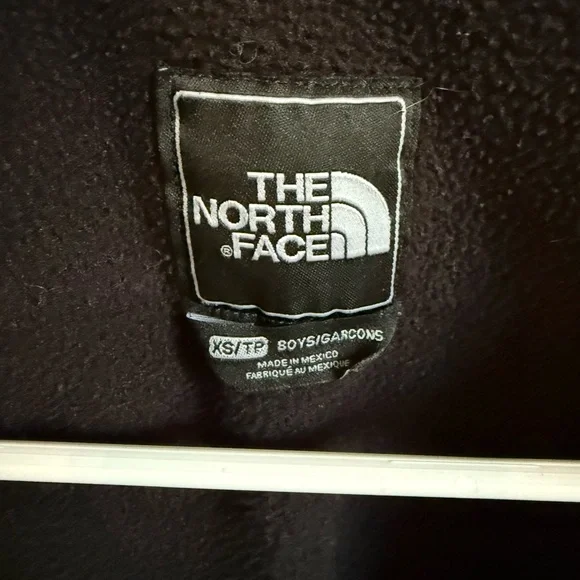 THE
NORTH
®FACE
XS/TP BOYS/GARCONS
MADE IN MEXICO
FABRIQUÉ AU MEXIQUE